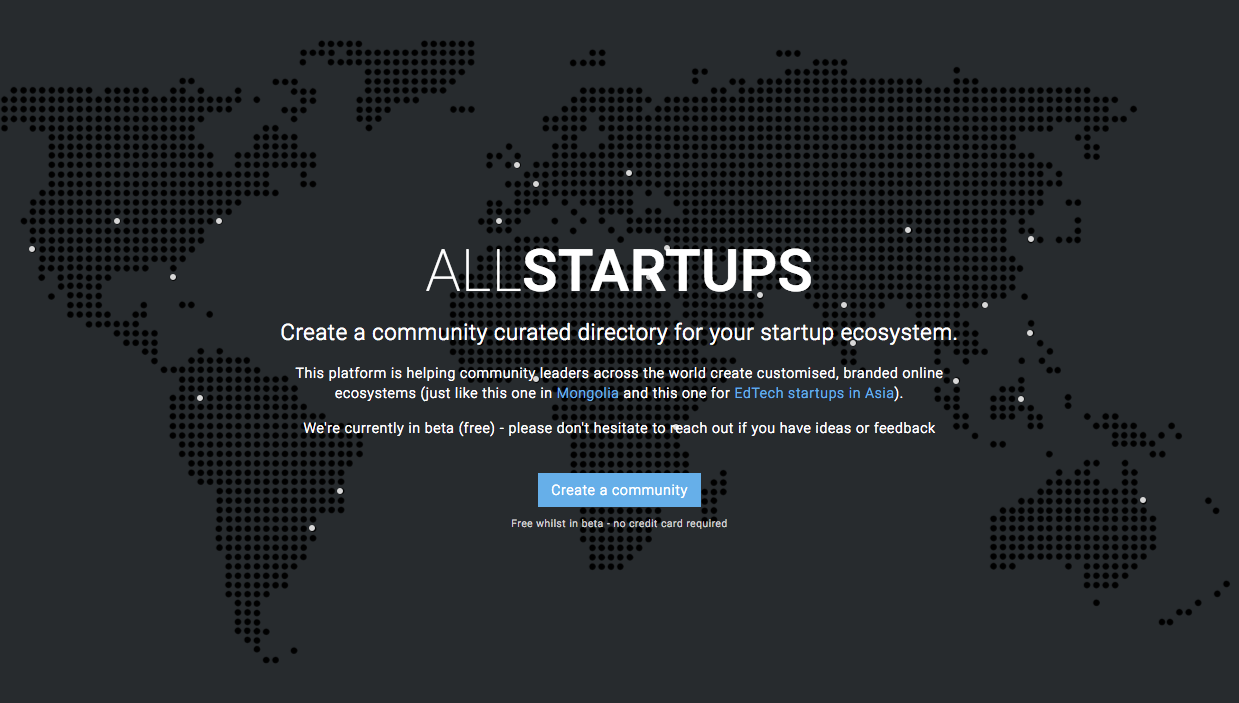 ALLSTARTUPS
Create a community curated directory for your startup ecosystem.
This platform is helping community leaders across the world create customised, branded online
ecosystems (just like this one in Mongolia and this one for EdTech startups in Asia).
We're currently in beta (free) - please don't hesitate to reach out if you have ideas or feedback
Create a community
Free whilst in beta - no credit card required